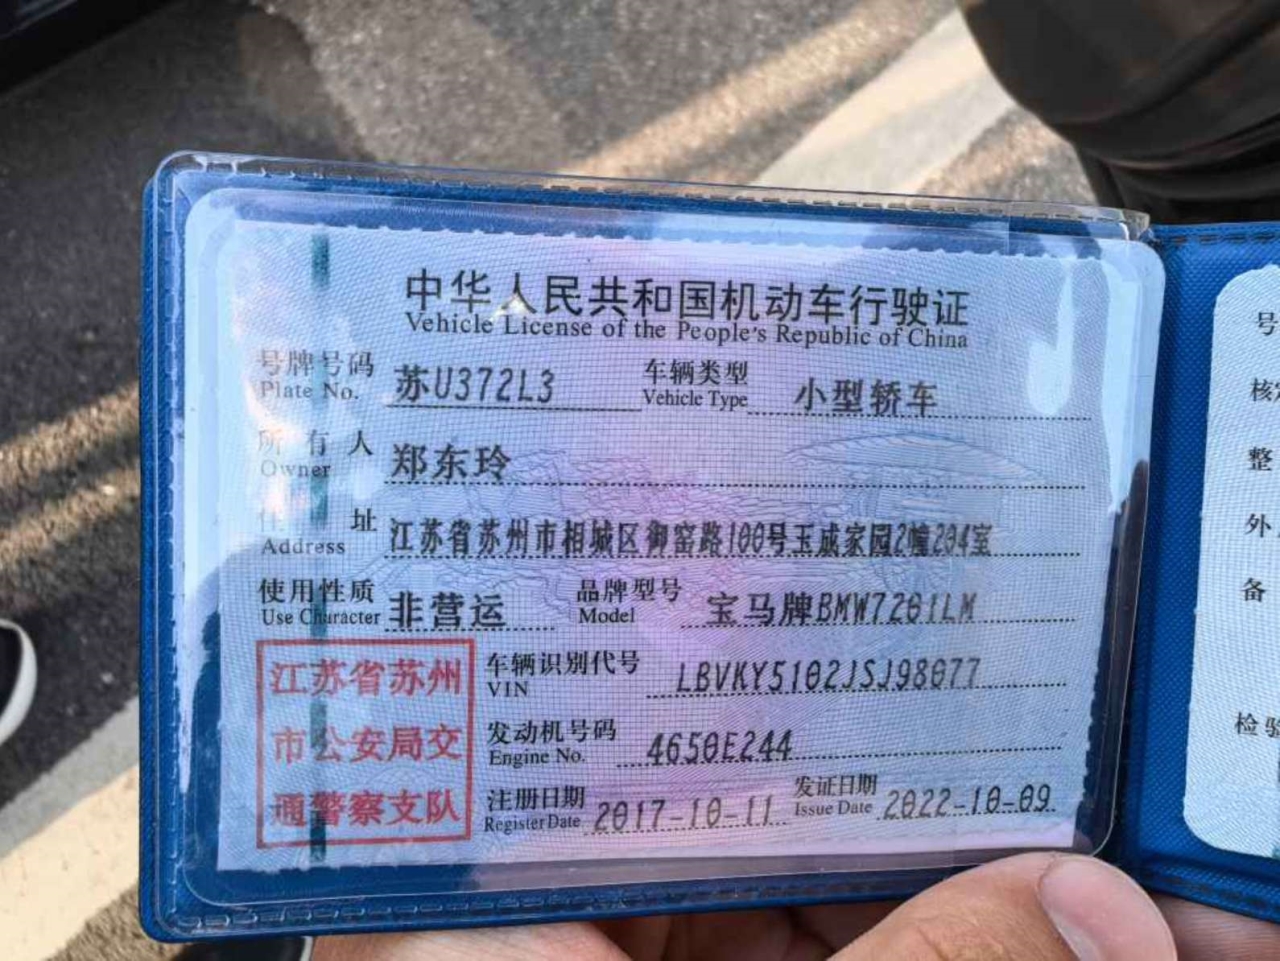 中华人民共和国机动车行驶证
Vehicle License of the People's Republic of China
号牌号码 苏U372L3 车辆类型 小型轿车
Plate No. Vehicle Type
所有人 郑东玲
Owner
住址 江苏省苏州市相城区御窑路100号玉成家园2幢204室
Address
使用性质 非营运 品牌型号 宝马牌BMW7201LM
Use Character Model
江苏省苏州
市公安局交
通警察支队
车辆识别代号 LBVKY5102JSJ98077
VIN
发动机号码 4650E244
Engine No.
注册日期 2017-10-11 发证日期 2022-10-09
Register Date Issue Date
号
核
整
外
备
检验